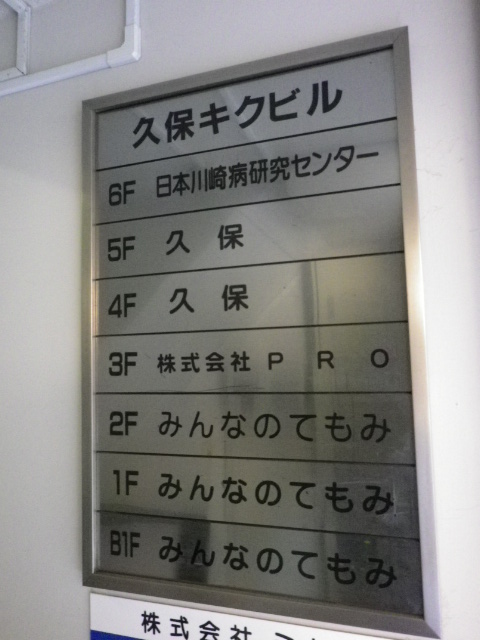 久保キクビル
6F 日本川崎病研究センター
5F 久保
4F 久保
3F 株式会社 PRO
2F みんなのてもみ
1F みんなのてもみ
B1F みんなのてもみ
株式会社